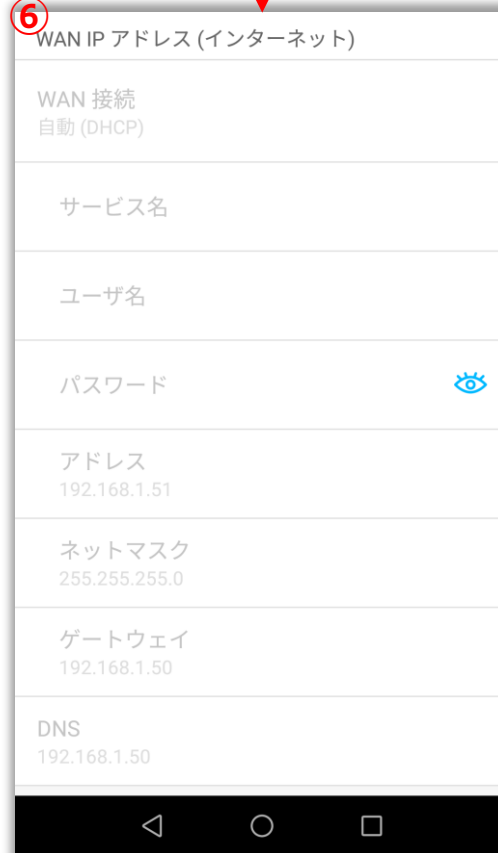 ⑥
WAN IP アドレス (インターネット)
WAN 接続
自動 (DHCP)
サービス名
ユーザ名
パスワード
アドレス
192.168.1.51
ネットマスク
255.255.255.0
ゲートウェイ
192.168.1.50
DNS
192.168.1.50